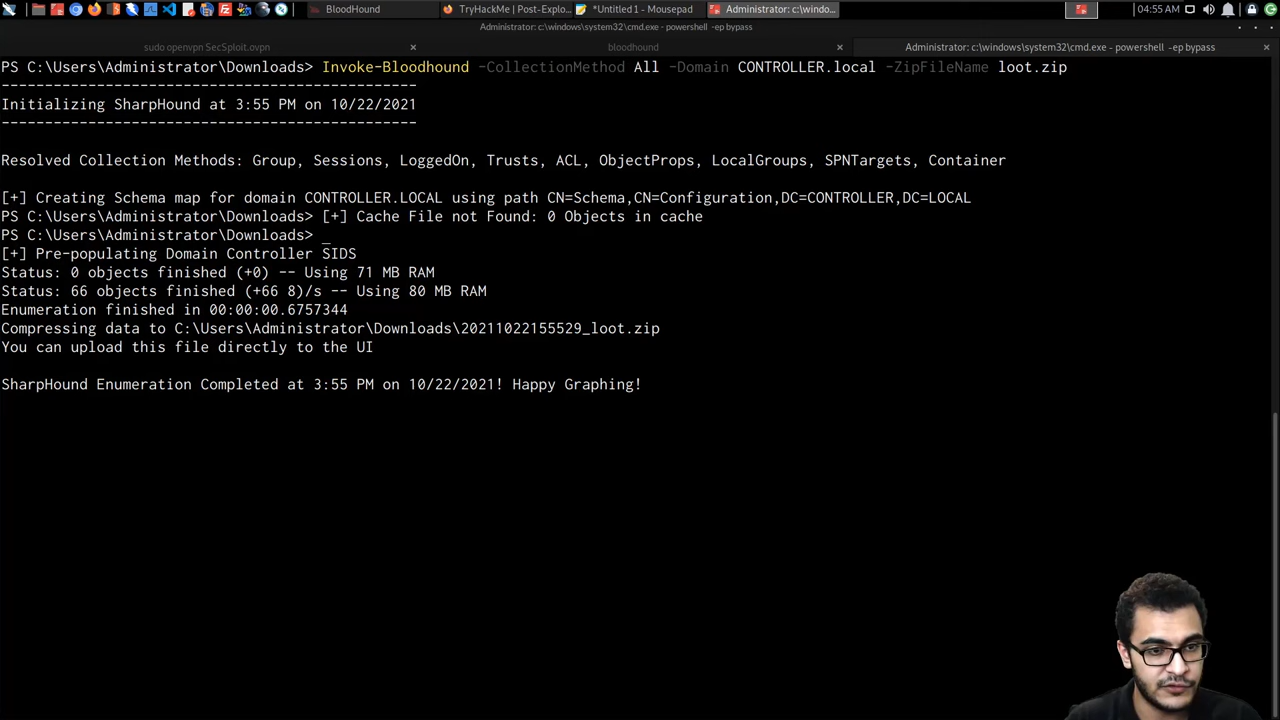 BloodHound
TryHackMe | Post-Explo...
*Untitled 1 - Mousepad
Administrator: c:\windo...
04:55 AM
Administrator: c:\windows\system32\cmd.exe - powershell -ep bypass
sudo openvpn SecSploit.ovpn
bloodhound
Administrator: c:\windows\system32\cmd.exe - powershell -ep bypass
PS C:\Users\Administrator\Downloads> Invoke-Bloodhound -CollectionMethod All -Domain CONTROLLER.local -ZipFileName loot.zip
------------------------------------------------
Initializing SharpHound at 3:55 PM on 10/22/2021
------------------------------------------------
Resolved Collection Methods: Group, Sessions, LoggedOn, Trusts, ACL, ObjectProps, LocalGroups, SPNTargets, Container
[+] Creating Schema map for domain CONTROLLER.LOCAL using path CN=Schema,CN=Configuration,DC=CONTROLLER,DC=LOCAL
PS C:\Users\Administrator\Downloads> [+] Cache File not Found: 0 Objects in cache
PS C:\Users\Administrator\Downloads> _
[+] Pre-populating Domain Controller SIDS
Status: 0 objects finished (+0) -- Using 71 MB RAM
Status: 66 objects finished (+66 8)/s -- Using 80 MB RAM
Enumeration finished in 00:00:00.6757344
Compressing data to C:\Users\Administrator\Downloads\20211022155529_loot.zip
You can upload this file directly to the UI
SharpHound Enumeration Completed at 3:55 PM on 10/22/2021! Happy Graphing!